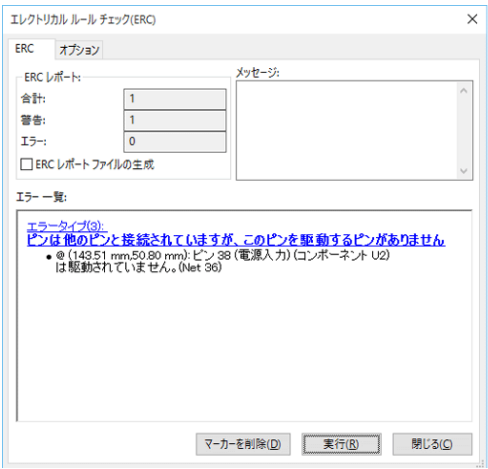 エレクトリカル ルール チェック(ERC)
ERC
オプション
ERC レポート:
メッセージ:
合計:
1
警告:
1
エラー:
0
ERC レポート ファイルの生成
エラー 一覧:
エラータイプ(3):
ピンは他のピンと接続されていますが、このピンを駆動するピンがありません
• @ (143.51 mm,50.80 mm): ピン 38 (電源入力) (コンポーネント U2)
は駆動されていません。(Net 36)
マーカーを削除(D)
実行(R)
閉じる(C)